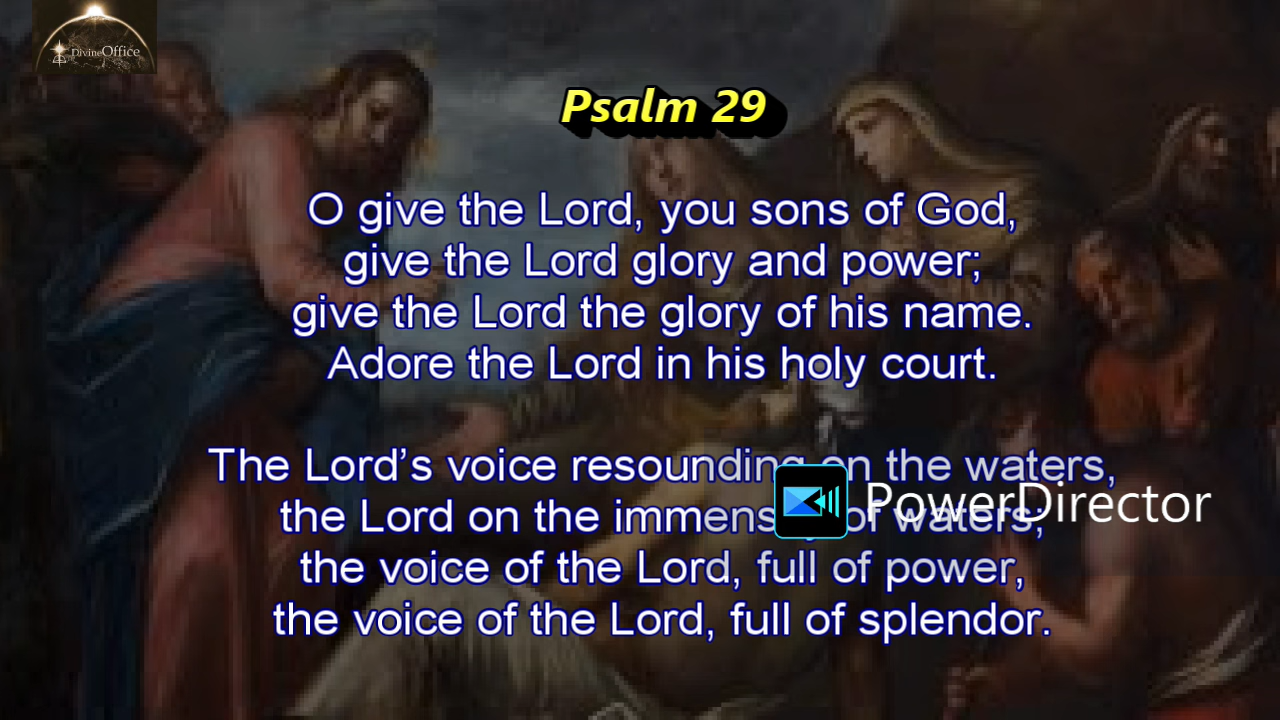 DivineOffice
Psalm 29
O give the Lord, you sons of God,
give the Lord glory and power;
give the Lord the glory of his name.
Adore the Lord in his holy court.
The Lord’s voice resounding on the waters,
the Lord on the immensity of waters;
the voice of the Lord, full of power,
the voice of the Lord, full of splendor.
PowerDirector